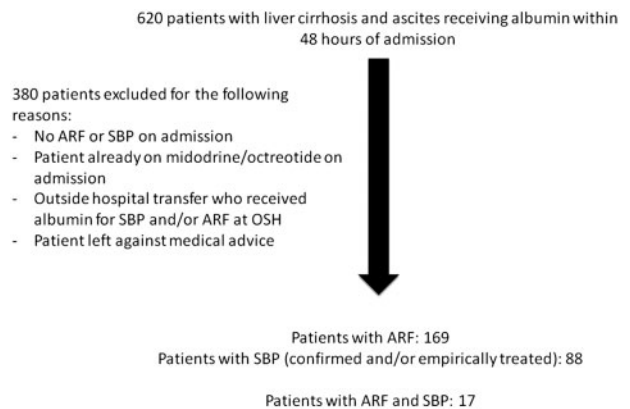 620 patients with liver cirrhosis and ascites receiving albumin within
48 hours of admission
380 patients excluded for the following
reasons:
- No ARF or SBP on admission
- Patient already on midodrine/octreotide on
admission
- Outside hospital transfer who received
albumin for SBP and/or ARF at OSH
- Patient left against medical advice
Patients with ARF: 169
Patients with SBP (confirmed and/or empirically treated): 88
Patients with ARF and SBP: 17